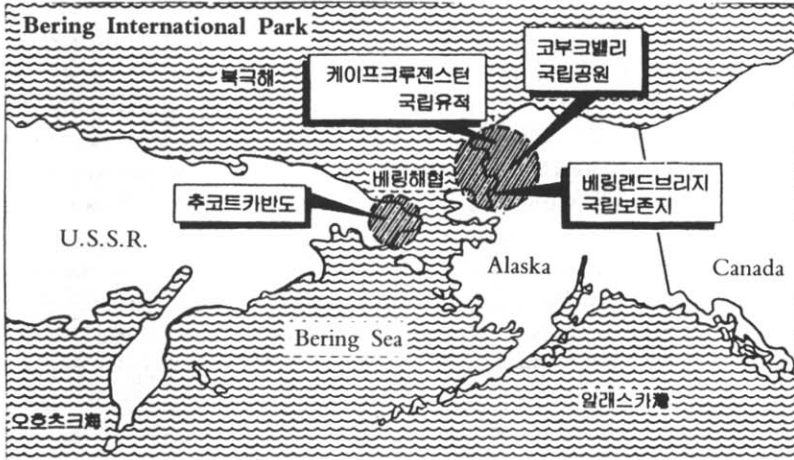 Bering International Park
북극해
케이프크루젠스턴
국립유적
코부크밸리
국립공원
베링해협
추코트카반도
베링랜드브리지
국립보존지
U.S.S.R.
Alaska
Canada
Bering Sea
오호츠크海
알래스카灣